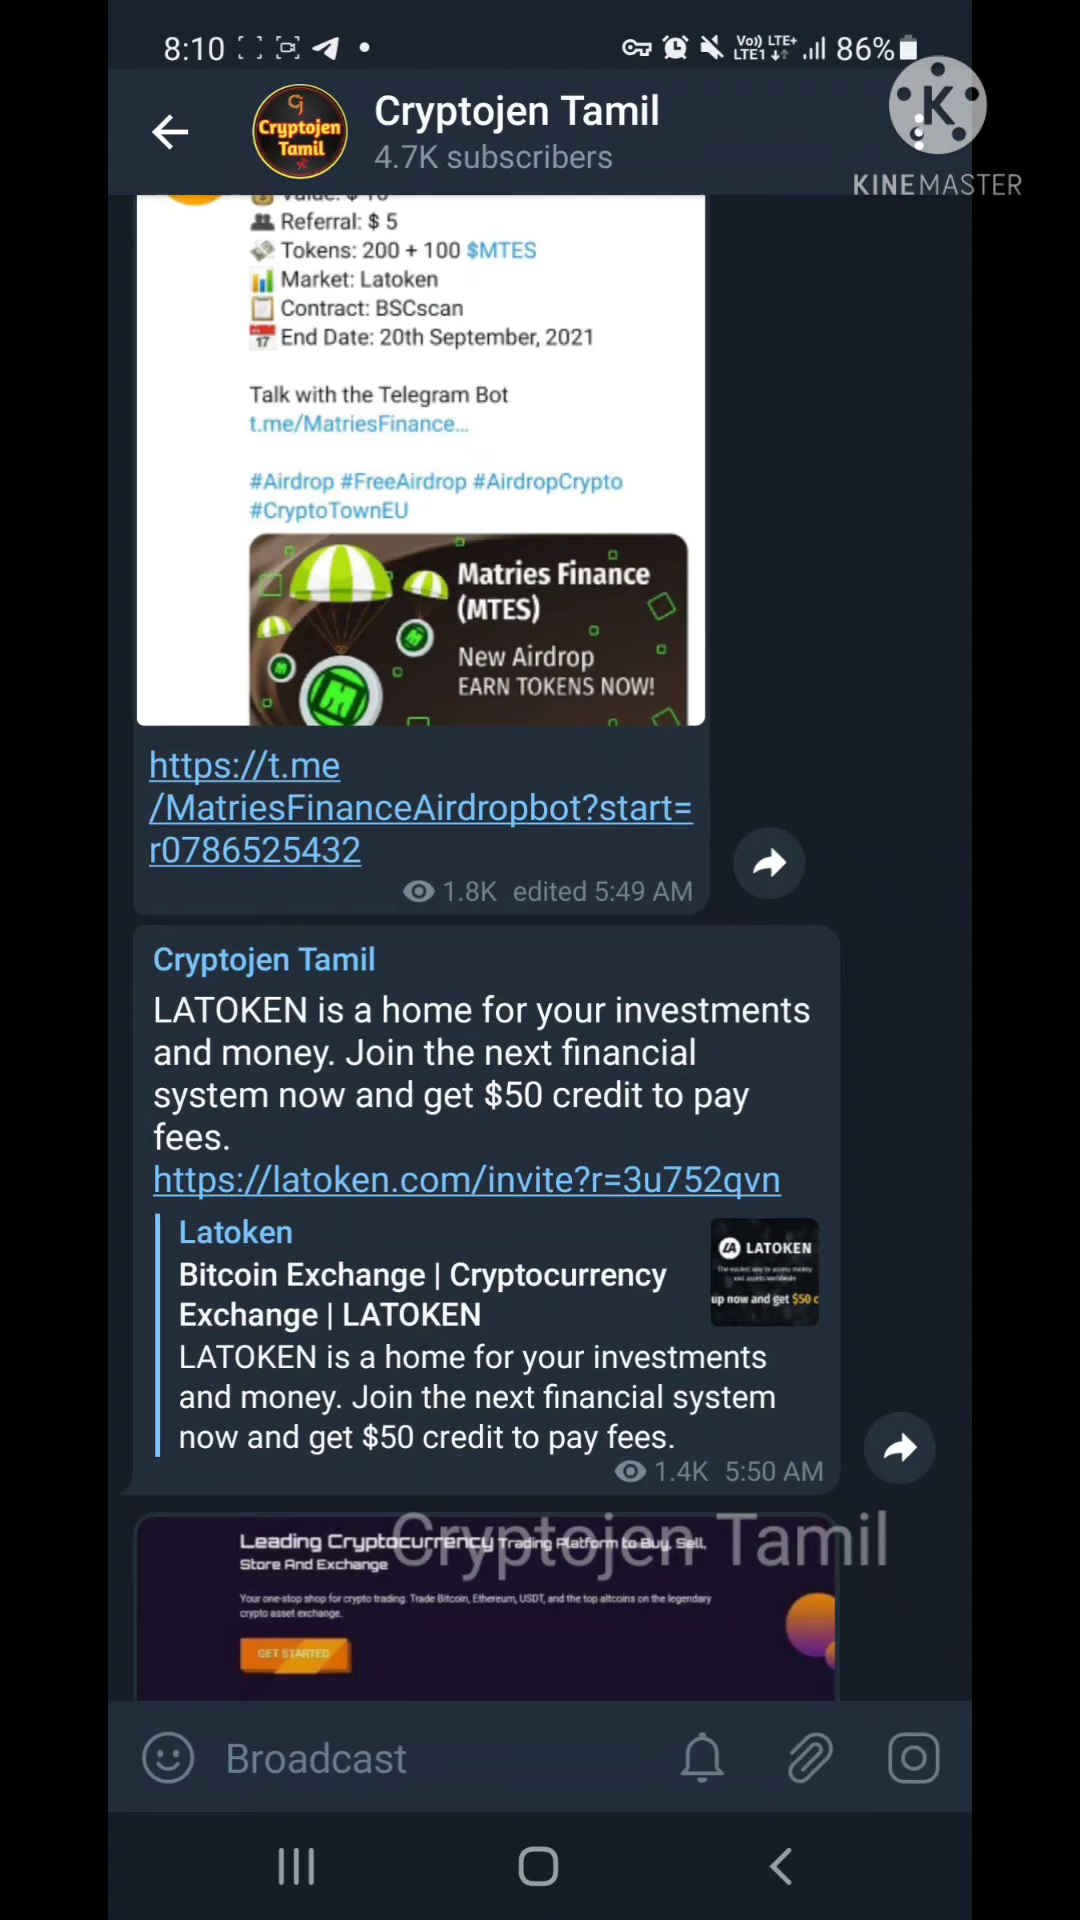 8:10
Vo)) LTE+
LTE1
86%
Cryptojen
Tamil
Cryptojen Tamil
4.7K subscribers
K
KINEMASTER
Value: $ 10
Referral: $ 5
Tokens: 200 + 100 $MTES
Market: Latoken
Contract: BSCscan
17 End Date: 20th September, 2021
Talk with the Telegram Bot
t.me/MatriesFinance...
#Airdrop #FreeAirdrop #AirdropCrypto
#CryptoTownEU
Matries Finance
(MTES)
New Airdrop
EARN TOKENS NOW!
https://t.me
/MatriesFinanceAirdropbot?start=
r0786525432
1.8K edited 5:49 AM
Cryptojen Tamil
LATOKEN is a home for your investments
and money. Join the next financial
system now and get $50 credit to pay
fees.
https://latoken.com/invite?r=3u752qvn
Latoken
Bitcoin Exchange | Cryptocurrency
Exchange | LATOKEN
LATOKEN is a home for your investments
and money. Join the next financial system
now and get $50 credit to pay fees.
LA LATOKEN
The easiest way to access money
and assets worldwide
up now and get $50 c
1.4K 5:50 AM
Cryptojen Tamil
Leading Cryptocurrency Trading Platform to Buy, Sell,
Store And Exchange
Your one-stop shop for crypto trading. Trade Bitcoin, Ethereum, USDT, and the top altcoins on the legendary
crypto asset exchange.
GET STARTED
Broadcast